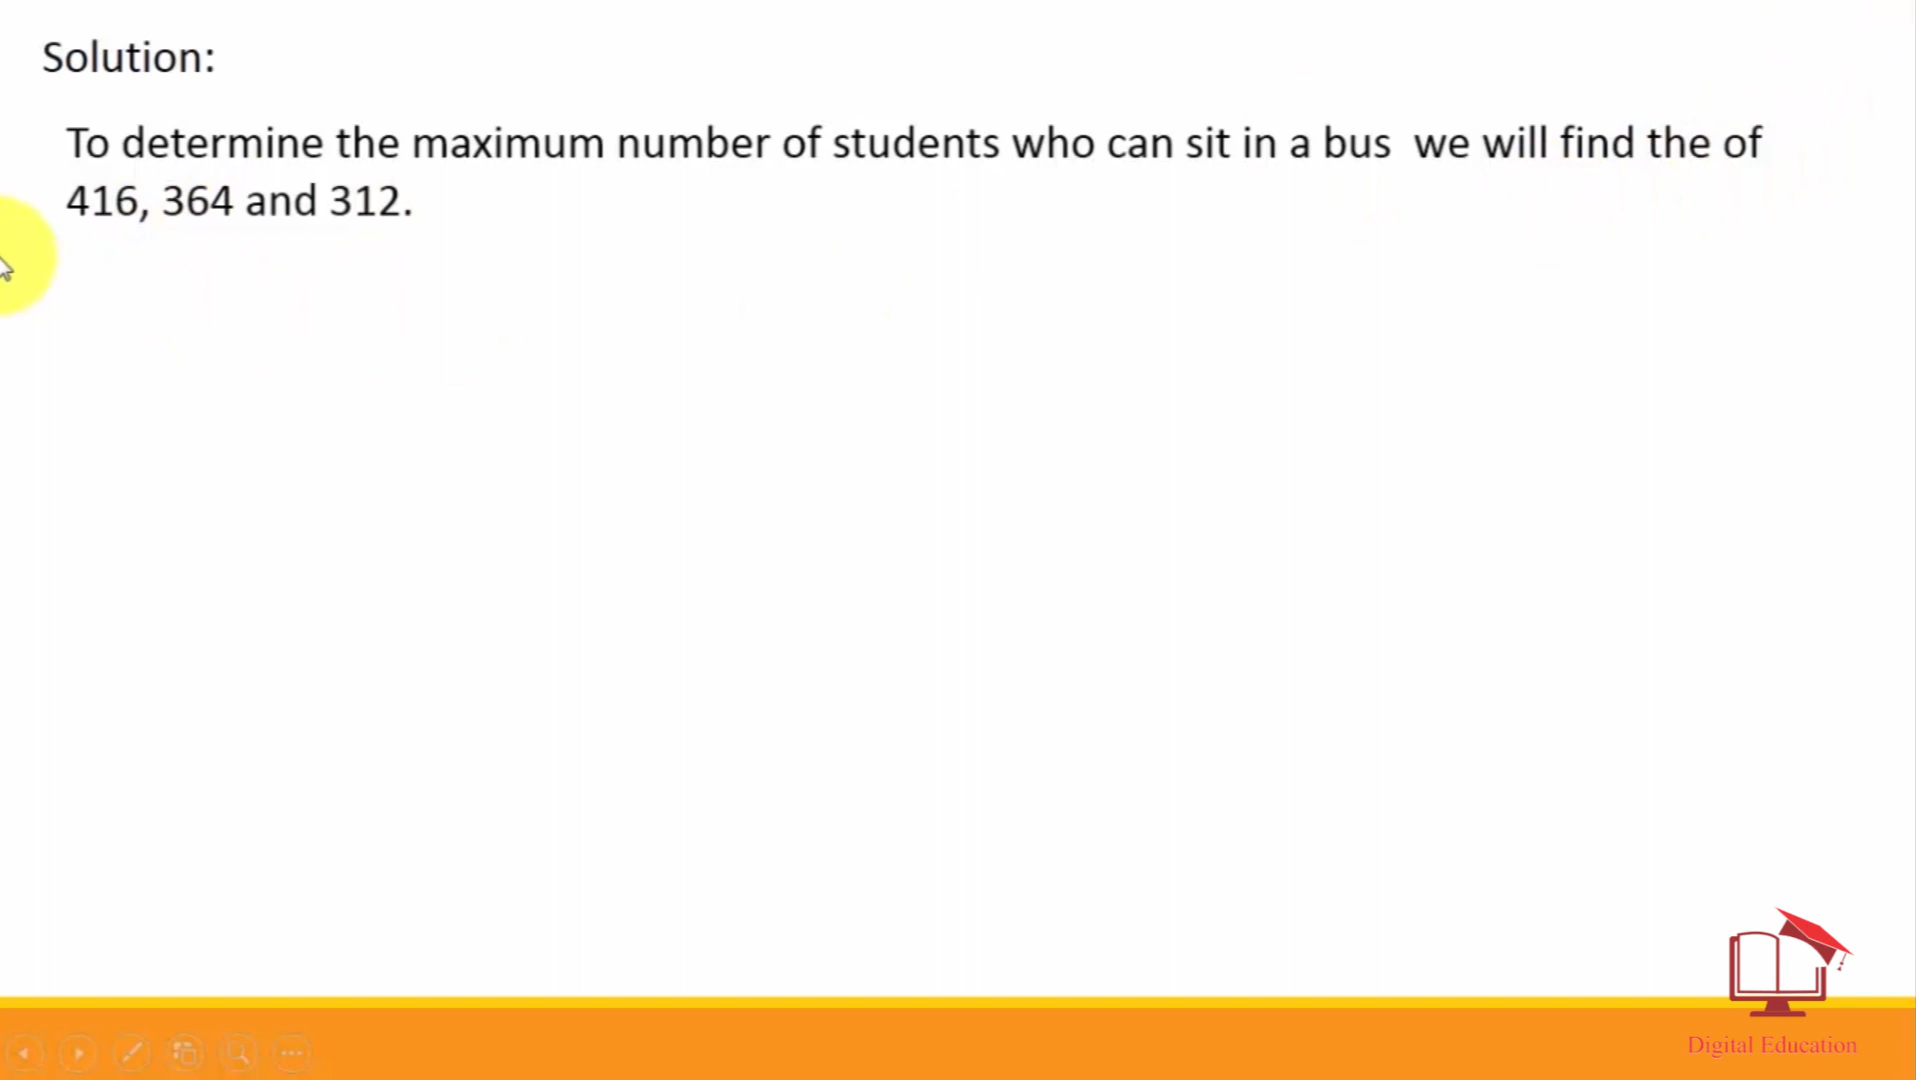 Solution:
To determine the maximum number of students who can sit in a bus  we will find the of
416, 364 and 312.
Digital Education